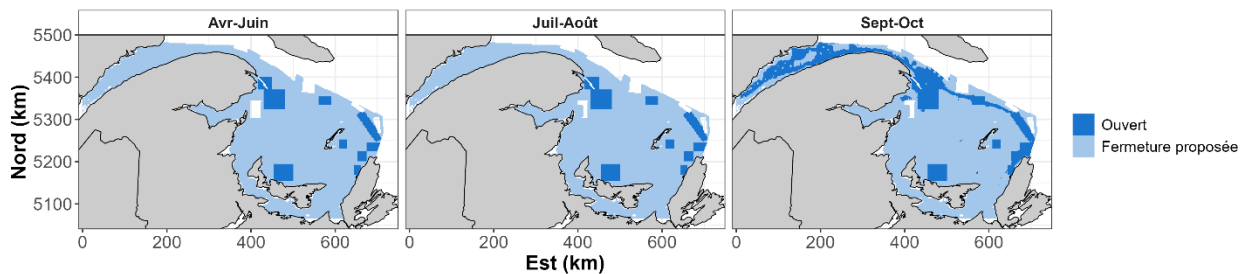 Avr-Juin
Juil-Août
Sept-Oct
5500
5400
5300
5200
5100
Nord (km)
0 200 400 600
0 200 400 600
0 200 400 600
Est (km)
Ouvert
Fermeture proposée